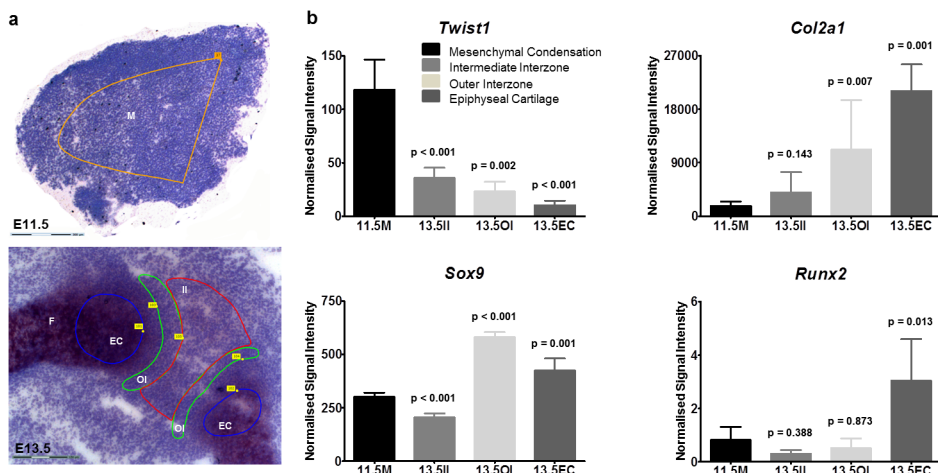 a
M
E11.5
F
EC
OI
II
OI
EC
E13.5
b
Twist1
Normalised Signal Intensity
150
100
50
0
Mesenchymal Condensation
Intermediate Interzone
Outer Interzone
Epiphyseal Cartilage
p < 0.001
p = 0.002
p < 0.001
11.5M 13.5II 13.5OI 13.5EC
Col2a1
Normalised Signal Intensity
27000
18000
9000
0
p = 0.143
p = 0.007
p = 0.001
11.5M 13.5II 13.5OI 13.5EC
Sox9
Normalised Signal Intensity
750
500
250
0
p < 0.001
p < 0.001
p = 0.001
11.5M 13.5II 13.5OI 13.5EC
Runx2
Normalised Signal Intensity
6
4
2
0
p = 0.388
p = 0.873
p = 0.013
11.5M 13.5II 13.5OI 13.5EC